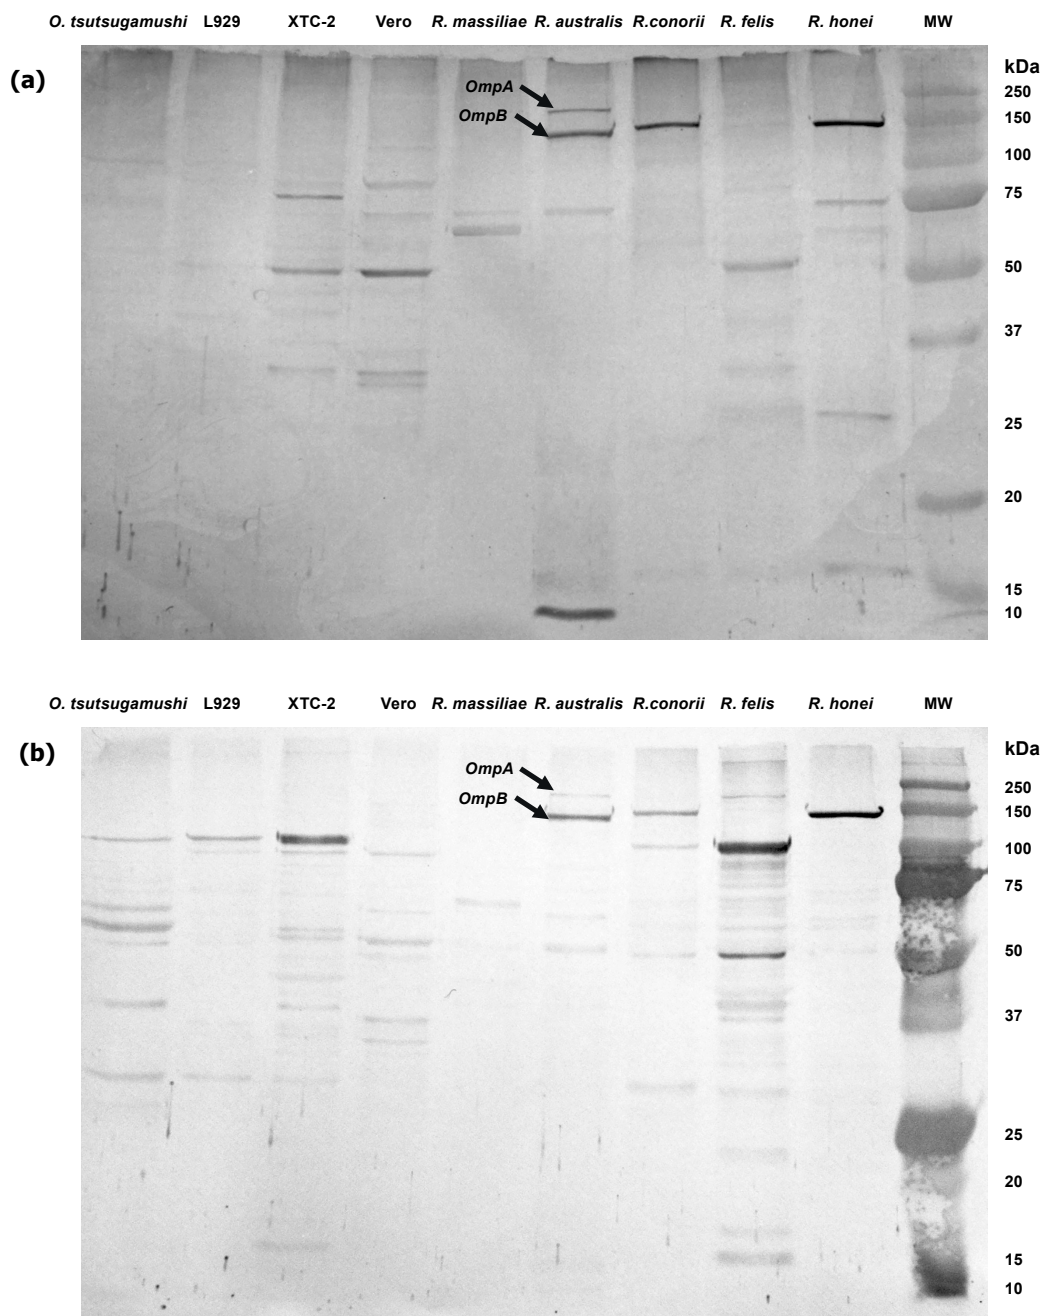 O. tsutsugamushi L929 XTC-2 Vero R. massiliae R. australis R.conorii R. felis R. honei MW
(a)
kDa
OmpA
250
OmpB
150
100
75
50
37
25
20
15
10
O. tsutsugamushi L929 XTC-2 Vero R. massiliae R. australis R.conorii R. felis R. honei MW
(b)
kDa
OmpA
250
OmpB
150
100
75
50
37
25
20
15
10